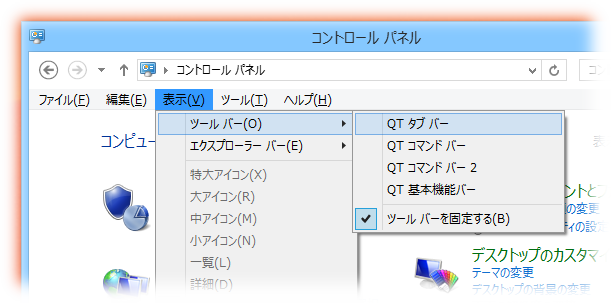 コントロール パネル
コントロール パネル
ファイル(F) 編集(E) 表示(V) ツール(T) ヘルプ(H)
コンピュー
ツール バー(O)
エクスプローラー バー(E)
特大アイコン(X)
大アイコン(R)
中アイコン(M)
小アイコン(N)
一覧(L)
詳細(D)
QT タブ バー
QT コマンド バー
QT コマンド バー 2
QT 基本機能バー
ツール バーを固定する(B)
の変更
ティの設定
デスクトップのカスタマ
テーマの変更
デスクトップの背景の変更